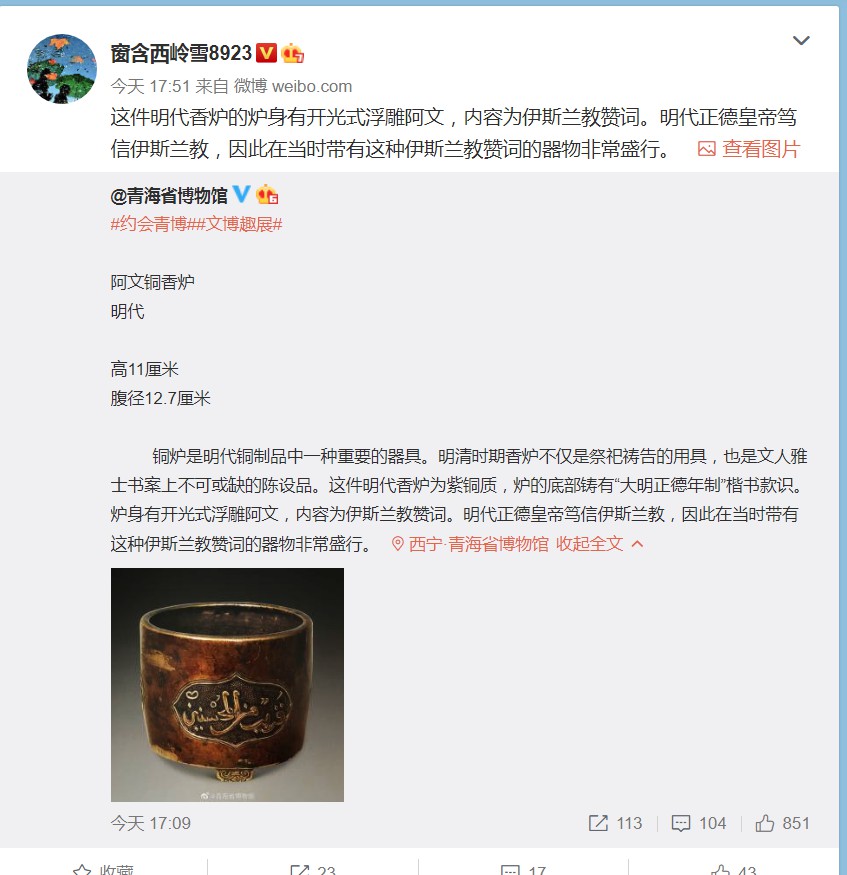 窗含西岭雪8923
今天 17:51 来自 微博 weibo.com
这件明代香炉的炉身有开光式浮雕阿文，内容为伊斯兰教赞词。明代正德皇帝笃
信伊斯兰教，因此在当时带有这种伊斯兰教赞词的器物非常盛行。 查看图片
@青海省博物馆
#约会青博##文博趣展#
阿文铜香炉
明代
高11厘米
腹径12.7厘米
铜炉是明代铜制品中一种重要的器具。明清时期香炉不仅是祭祀祷告的用具，也是文人雅
士书案上不可或缺的陈设品。这件明代香炉为紫铜质，炉的底部铸有“大明正德年制”楷书款识。
炉身有开光式浮雕阿文，内容为伊斯兰教赞词。明代正德皇帝笃信伊斯兰教，因此在当时带有
这种伊斯兰教赞词的器物非常盛行。 西宁·青海省博物馆 收起全文
@青海省博物馆
今天 17:09 113 104 851
收藏 23 17 43